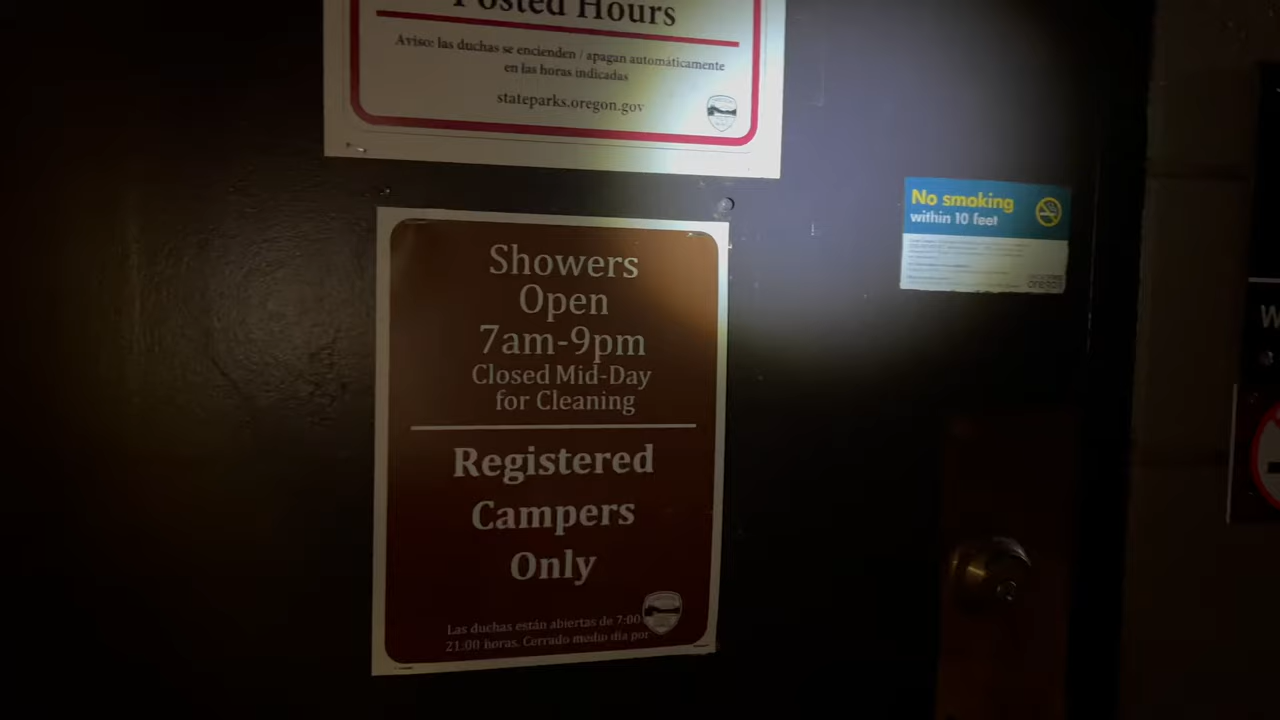 Posted Hours
Aviso: las duchas se encienden / apagan automáticamente
en las horas indicadas
stateparks.oregon.gov
No smoking
within 10 feet
Showers
Open
7am-9pm
Closed Mid-Day
for Cleaning
Registered
Campers
Only
Las duchas están abiertas de 7:00
21:00 horas. Cerrado medio dia por
oregon